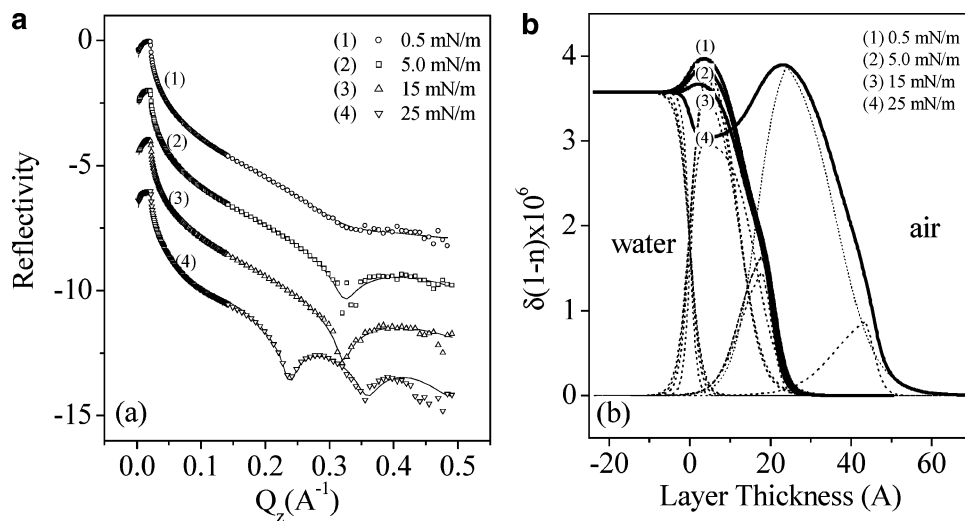 a
0
-5
-10
-15
Reflectivity
(1) ○ 0.5 mN/m
(2) □ 5.0 mN/m
(3) △ 15 mN/m
(4) ▽ 25 mN/m
(1)
(2)
(3)
(4)
(a)
0.0 0.1 0.2 0.3 0.4 0.5
Q_z(A⁻¹)
b
4
3
2
1
0
δ(1-n)x10⁶
(1) 0.5 mN/m
(2) 5.0 mN/m
(3) 15 mN/m
(4) 25 mN/m
(1)
(2)
(3)
(4)
water
air
(b)
-20 0 20 40 60
Layer Thickness (A)